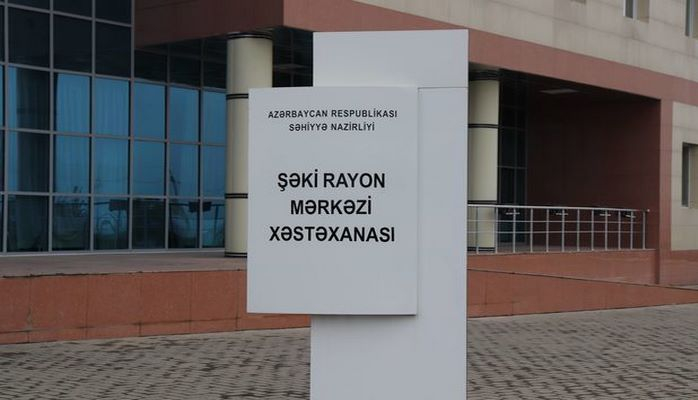 AZƏRBAYCAN RESPUBLİKASI
SƏHİYYƏ NAZİRLİYİ
ŞƏKİ RAYON
MƏRKƏZİ
XƏSTƏXANASI